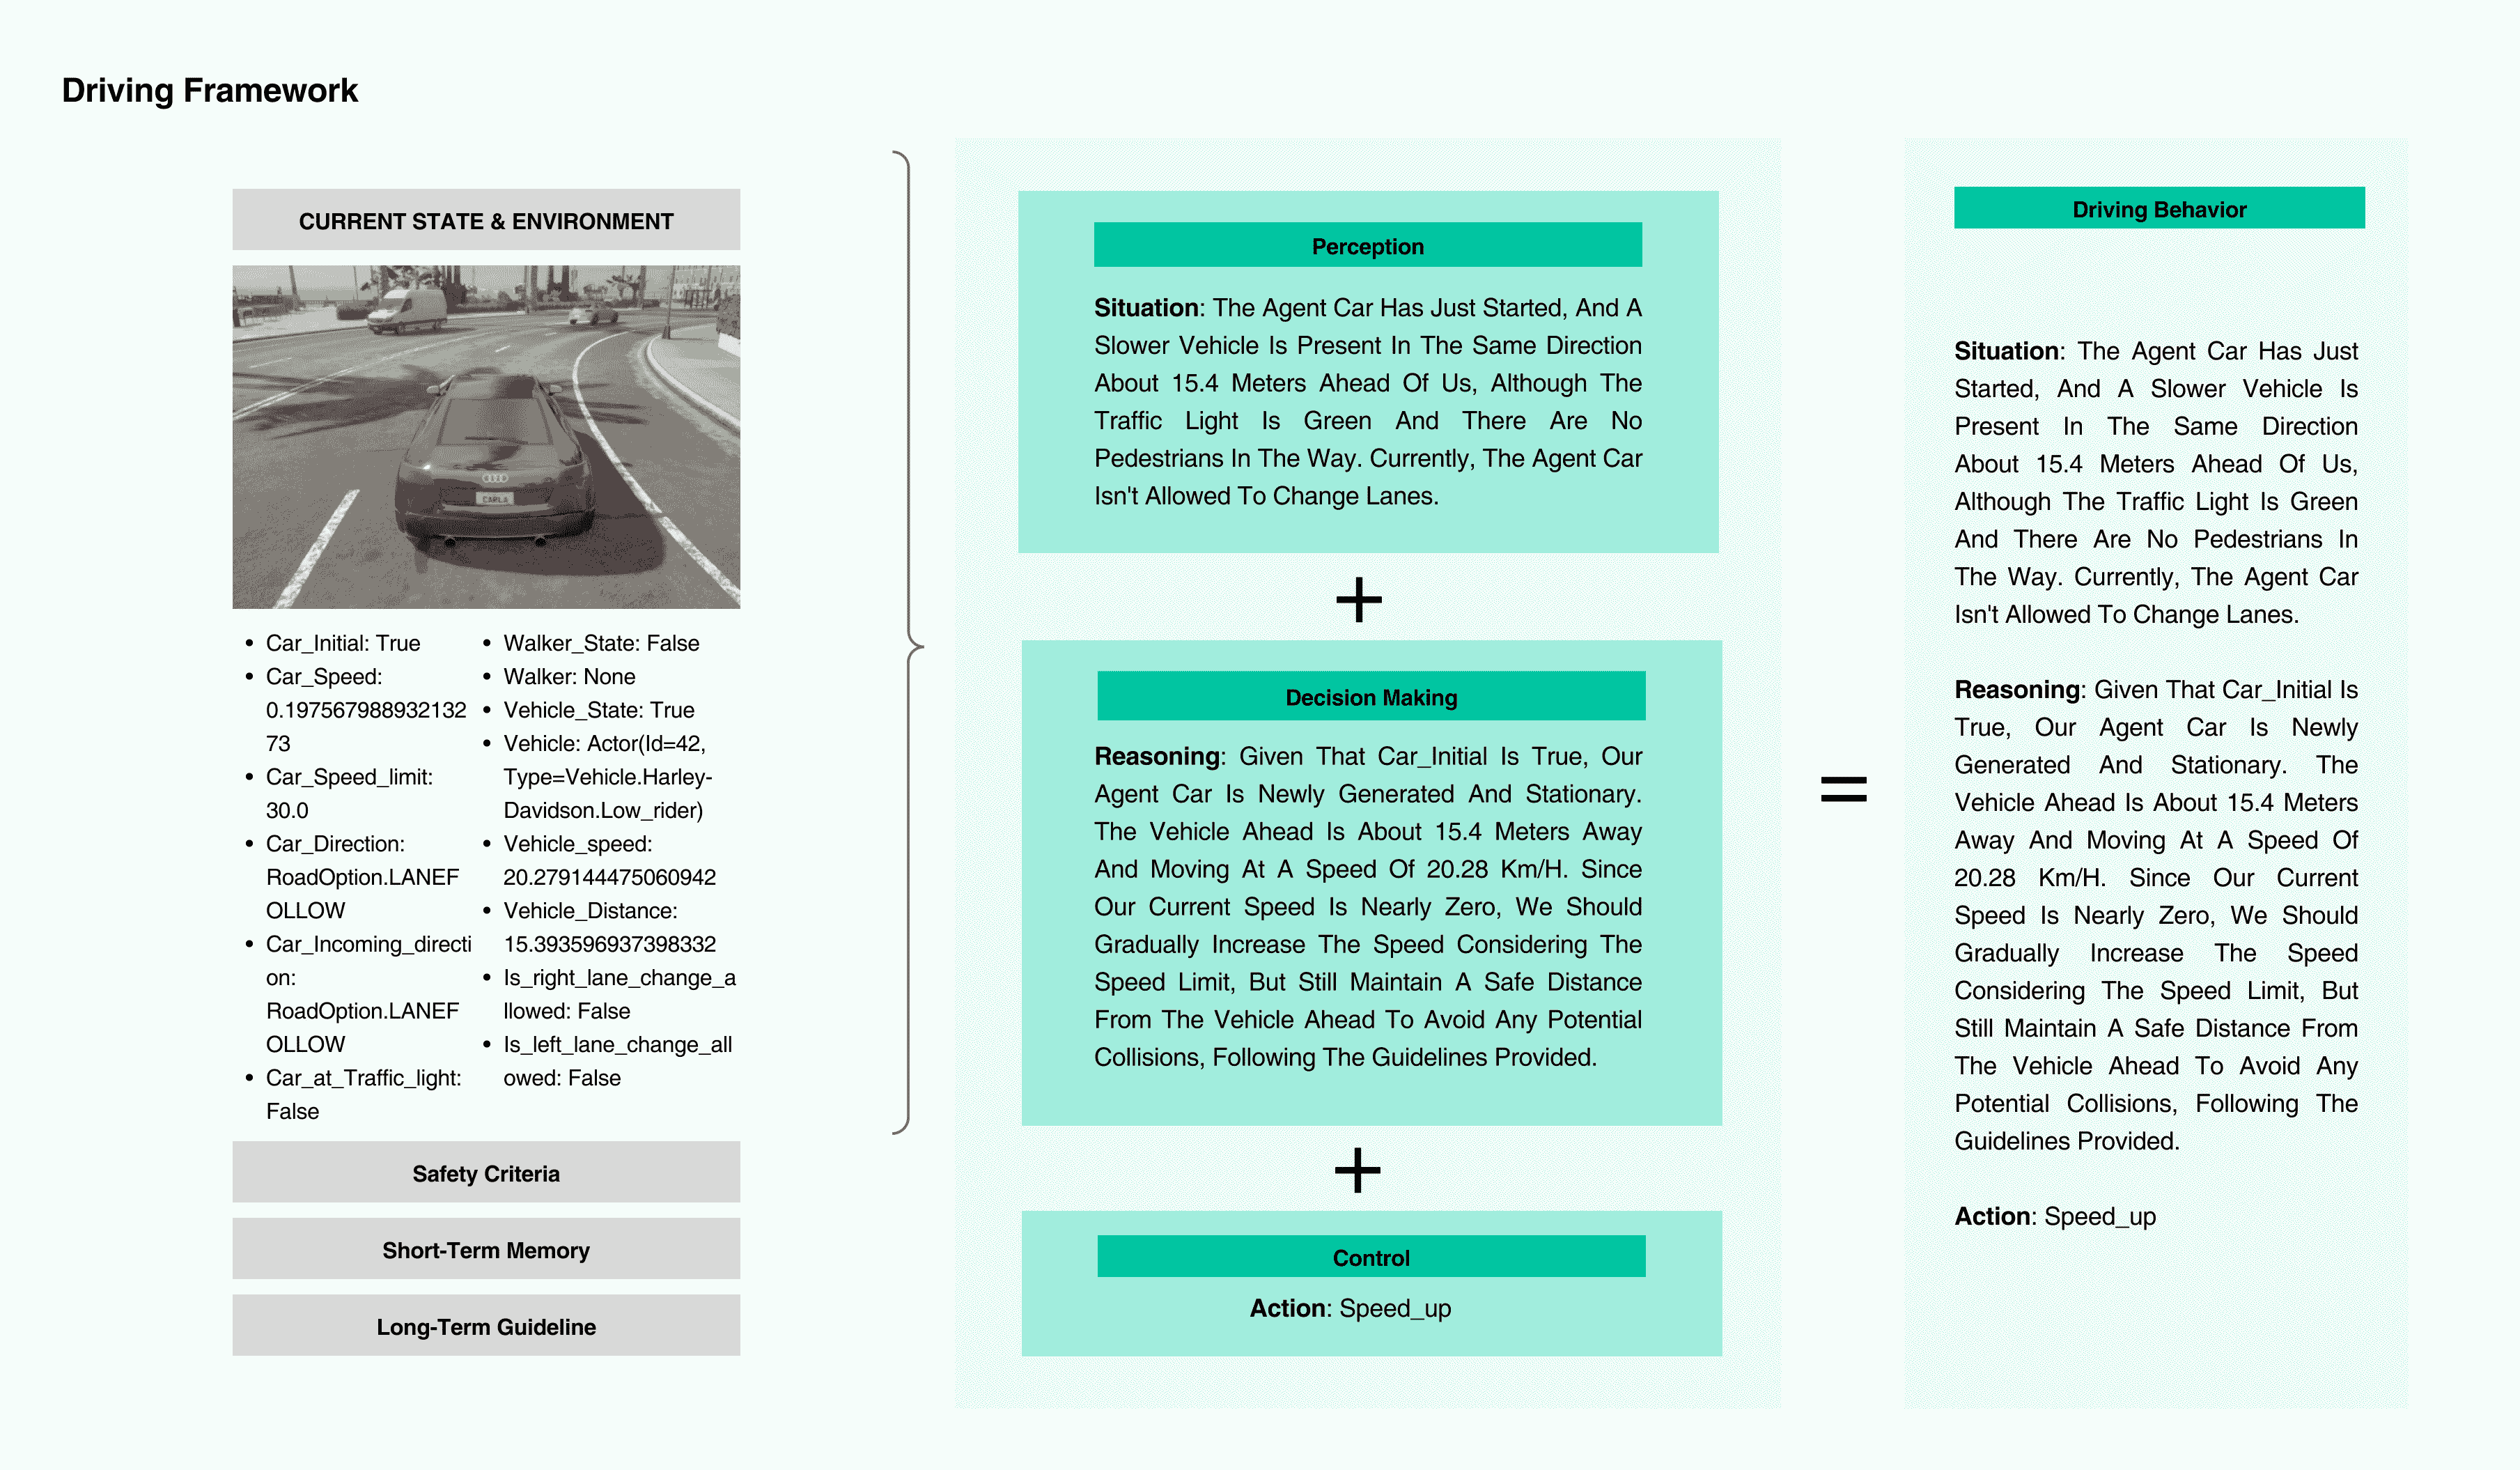 Driving Framework
CURRENT STATE & ENVIRONMENT
CARLA
• Car_Initial: True
• Car_Speed:
0.197567988932132
73
• Car_Speed_limit:
30.0
• Car_Direction:
RoadOption.LANEF
OLLOW
• Car_Incoming_directi
on:
RoadOption.LANEF
OLLOW
• Car_at_Traffic_light:
False
• Walker_State: False
• Walker: None
• Vehicle_State: True
• Vehicle: Actor(Id=42,
Type=Vehicle.Harley-
Davidson.Low_rider)
• Vehicle_speed:
20.279144475060942
• Vehicle_Distance:
15.393596937398332
• Is_right_lane_change_a
llowed: False
• Is_left_lane_change_all
owed: False
Safety Criteria
Short-Term Memory
Long-Term Guideline
Perception
Situation: The Agent Car Has Just Started, And A
Slower Vehicle Is Present In The Same Direction
About 15.4 Meters Ahead Of Us, Although The
Traffic Light Is Green And There Are No
Pedestrians In The Way. Currently, The Agent Car
Isn't Allowed To Change Lanes.
+
Decision Making
Reasoning: Given That Car_Initial Is True, Our
Agent Car Is Newly Generated And Stationary.
The Vehicle Ahead Is About 15.4 Meters Away
And Moving At A Speed Of 20.28 Km/H. Since
Our Current Speed Is Nearly Zero, We Should
Gradually Increase The Speed Considering The
Speed Limit, But Still Maintain A Safe Distance
From The Vehicle Ahead To Avoid Any Potential
Collisions, Following The Guidelines Provided.
+
Control
Action: Speed_up
=
Driving Behavior
Situation: The Agent Car Has Just
Started, And A Slower Vehicle Is
Present In The Same Direction
About 15.4 Meters Ahead Of Us,
Although The Traffic Light Is Green
And There Are No Pedestrians In
The Way. Currently, The Agent Car
Isn't Allowed To Change Lanes.
Reasoning: Given That Car_Initial Is
True, Our Agent Car Is Newly
Generated And Stationary. The
Vehicle Ahead Is About 15.4 Meters
Away And Moving At A Speed Of
20.28 Km/H. Since Our Current
Speed Is Nearly Zero, We Should
Gradually Increase The Speed
Considering The Speed Limit, But
Still Maintain A Safe Distance From
The Vehicle Ahead To Avoid Any
Potential Collisions, Following The
Guidelines Provided.
Action: Speed_up